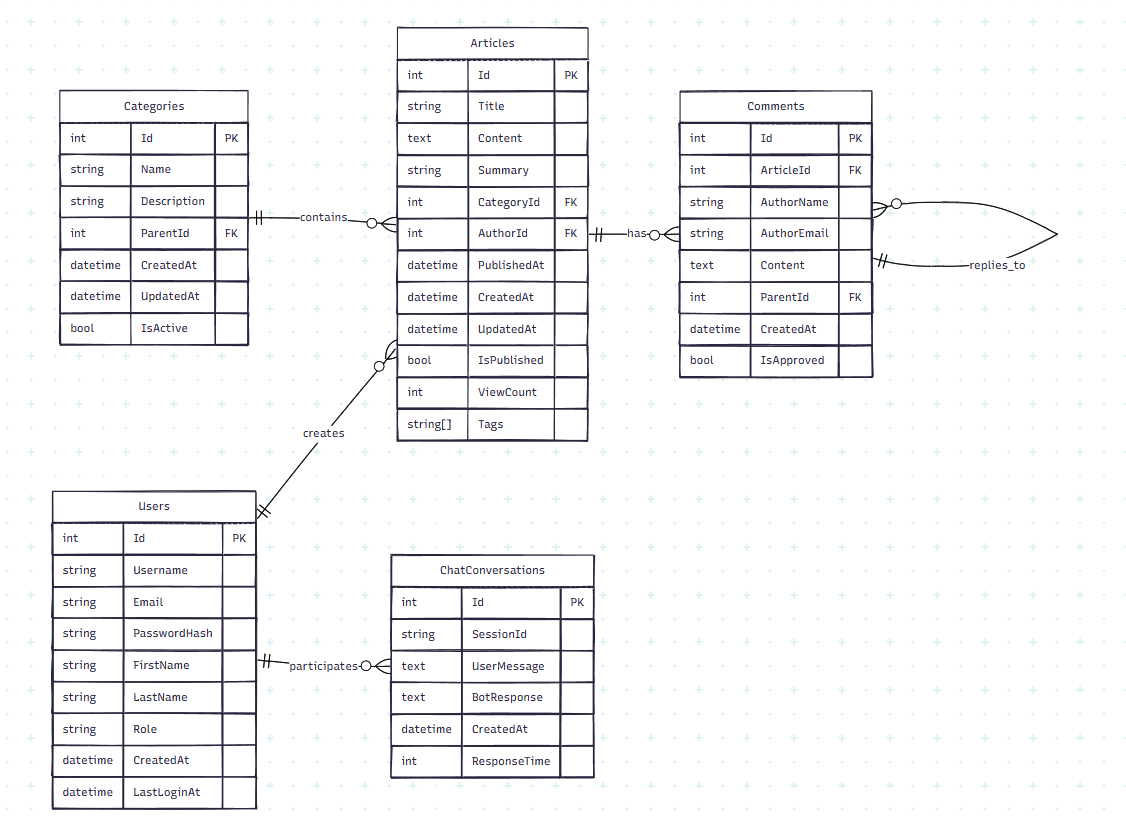 Articles
int Id PK
string Title
text Content
string Summary
int CategoryId FK
int AuthorId FK
datetime PublishedAt
datetime CreatedAt
datetime UpdatedAt
bool IsPublished
int ViewCount
string[] Tags
Categories
int Id PK
string Name
string Description
int ParentId FK
datetime CreatedAt
datetime UpdatedAt
bool IsActive
contains
Comments
int Id PK
int ArticleId FK
string AuthorName
string AuthorEmail
text Content
int ParentId FK
datetime CreatedAt
bool IsApproved
has
replies_to
creates
Users
int Id PK
string Username
string Email
string PasswordHash
string FirstName
string LastName
string Role
datetime CreatedAt
datetime LastLoginAt
participates
ChatConversations
int Id PK
string SessionId
text UserMessage
text BotResponse
datetime CreatedAt
int ResponseTime